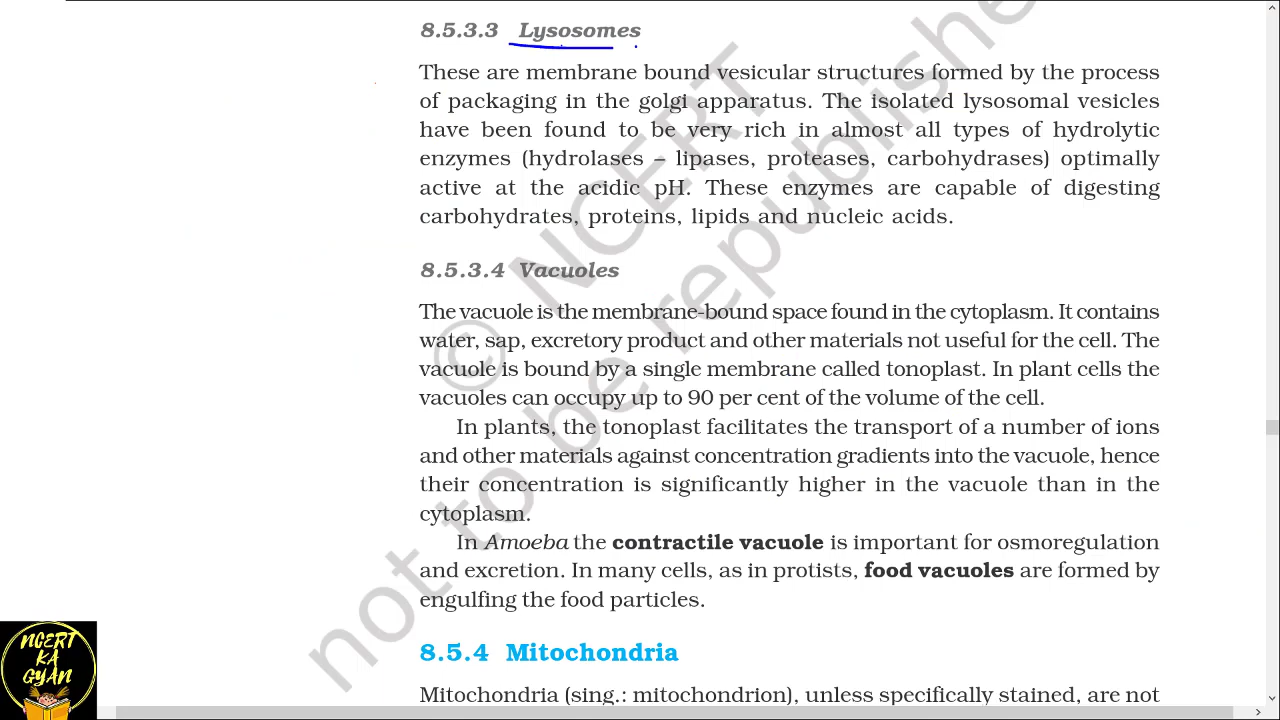 8.5.3.3 Lysosomes
These are membrane bound vesicular structures formed by the process
of packaging in the golgi apparatus. The isolated lysosomal vesicles
have been found to be very rich in almost all types of hydrolytic
enzymes (hydrolases – lipases, proteases, carbohydrases) optimally
active at the acidic pH. These enzymes are capable of digesting
carbohydrates, proteins, lipids and nucleic acids.
8.5.3.4 Vacuoles
The vacuole is the membrane-bound space found in the cytoplasm. It contains
water, sap, excretory product and other materials not useful for the cell. The
vacuole is bound by a single membrane called tonoplast. In plant cells the
vacuoles can occupy up to 90 per cent of the volume of the cell.
In plants, the tonoplast facilitates the transport of a number of ions
and other materials against concentration gradients into the vacuole, hence
their concentration is significantly higher in the vacuole than in the
cytoplasm.
In Amoeba the contractile vacuole is important for osmoregulation
and excretion. In many cells, as in protists, food vacuoles are formed by
engulfing the food particles.
8.5.4 Mitochondria
Mitochondria (sing.: mitochondrion), unless specifically stained, are not
© NCERT
not to be republishe
NCERT
KA
GYAN